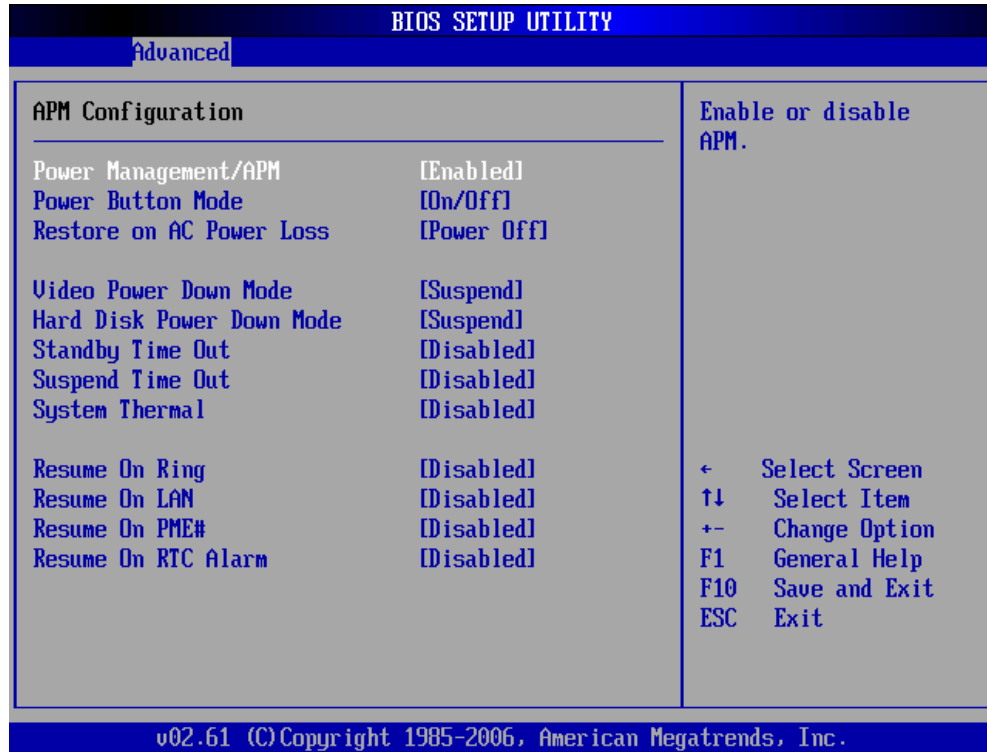 BIOS SETUP UTILITY
Advanced
APM Configuration
Power Management/APM [Enabled]
Power Button Mode [On/Off]
Restore on AC Power Loss [Power Off]
Video Power Down Mode [Suspend]
Hard Disk Power Down Mode [Suspend]
Standby Time Out [Disabled]
Suspend Time Out [Disabled]
System Thermal [Disabled]
Resume On Ring [Disabled]
Resume On LAN [Disabled]
Resume On PME# [Disabled]
Resume On RTC Alarm [Disabled]
Enable or disable
APM.
← Select Screen
↑↓ Select Item
+- Change Option
F1 General Help
F10 Save and Exit
ESC Exit
v02.61 (C)Copyright 1985-2006, American Megatrends, Inc.